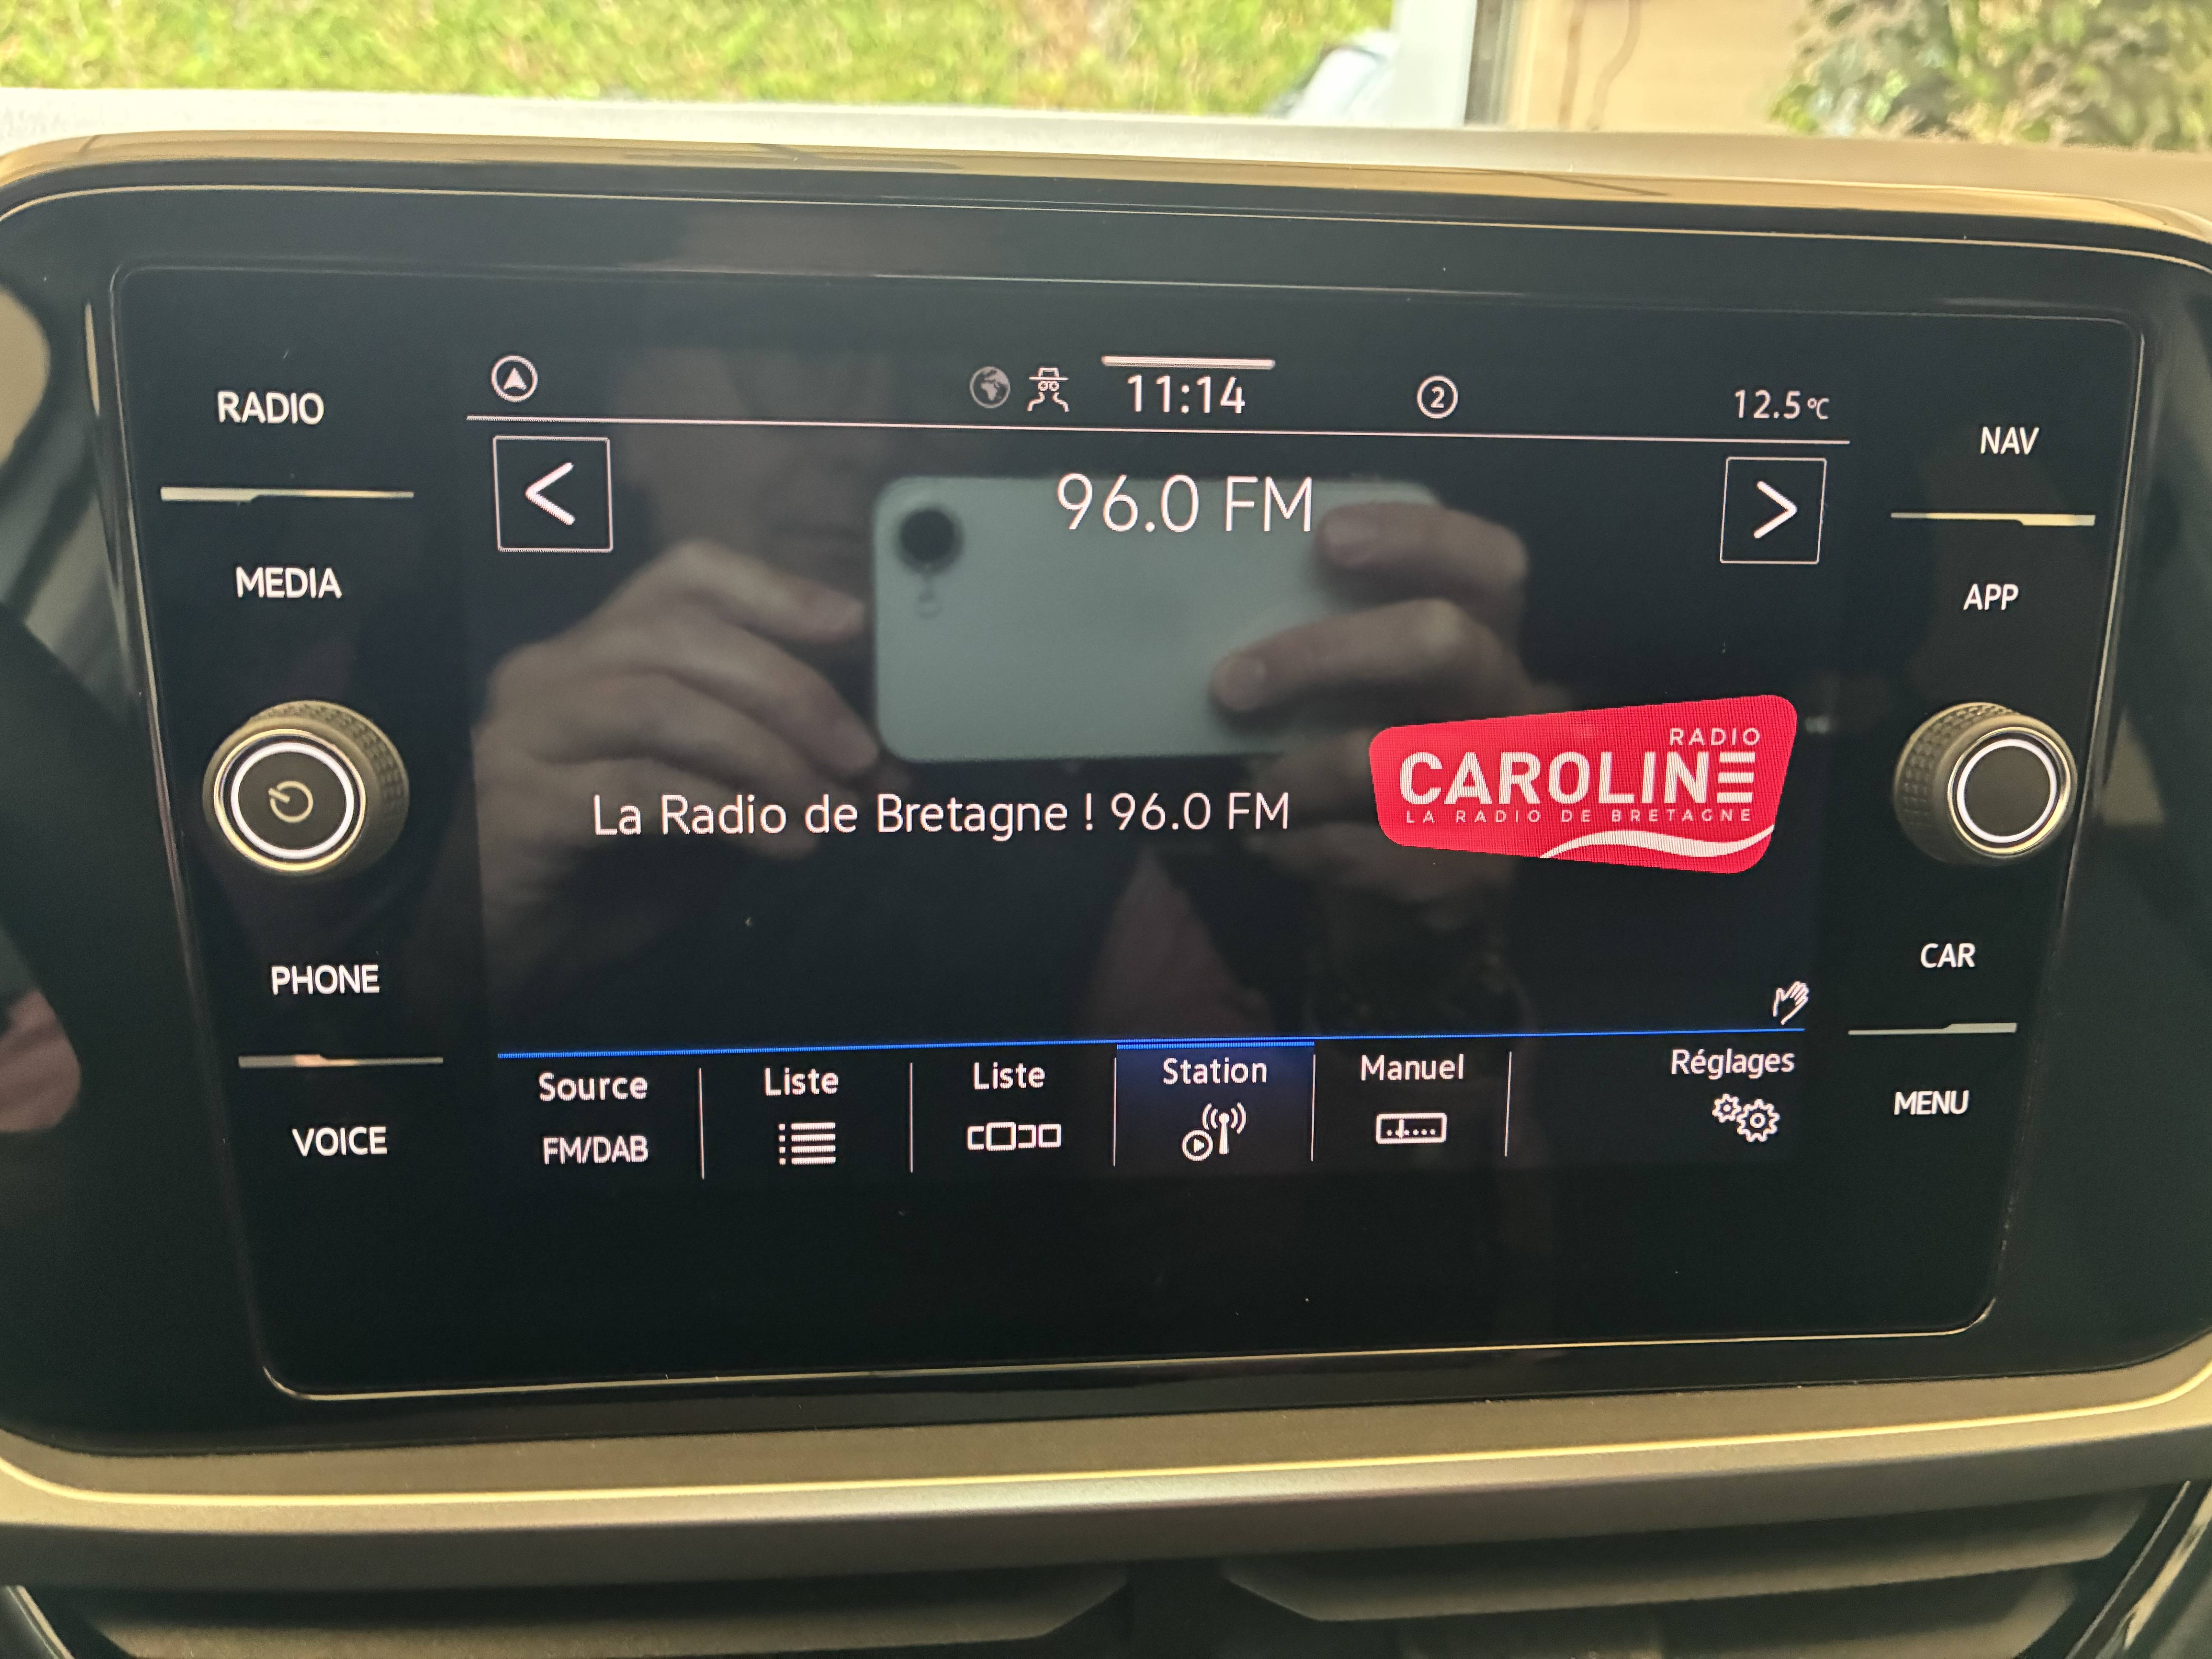 RADIO
MEDIA
PHONE
VOICE
11:14
2
12.5°C
96.0 FM
La Radio de Bretagne ! 96.0 FM
RADIO
CAROLINE
LA RADIO DE BRETAGNE
Source
FM/DAB
Liste
Liste
Station
Manuel
Réglages
NAV
APP
CAR
MENU